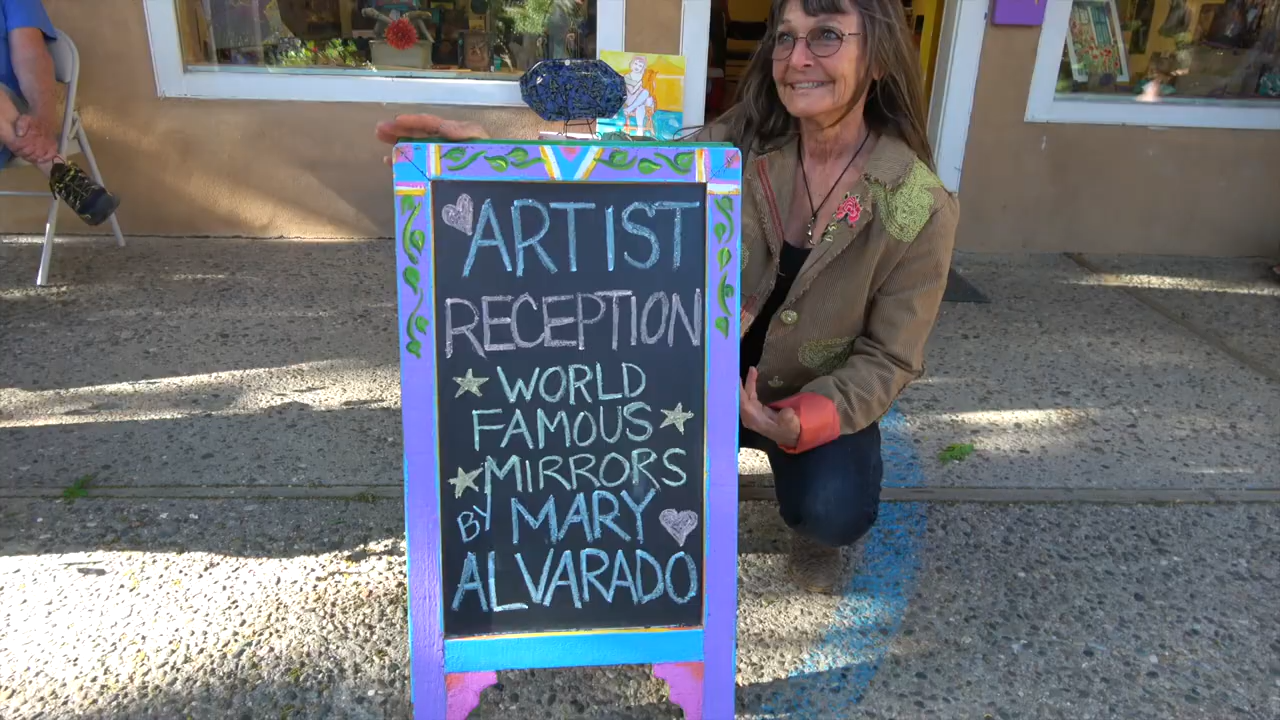 ARTIST
RECEPTION
WORLD
FAMOUS
MIRRORS
BY MARY
ALVARADO